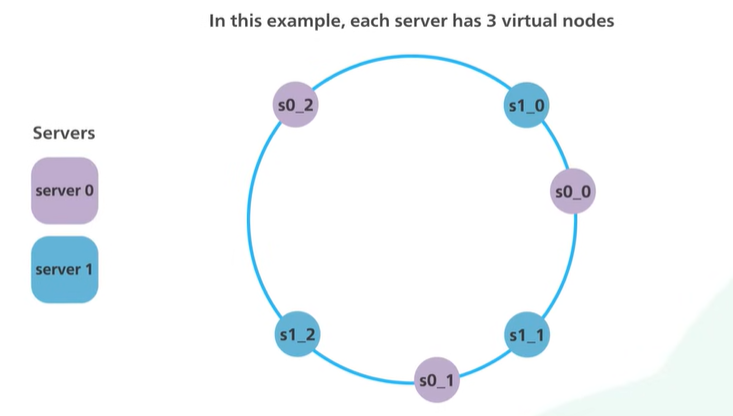 In this example, each server has 3 virtual nodes
s0_2
s1_0
Servers
server 0
s0_0
server 1
s1_2
s1_1
s0_1